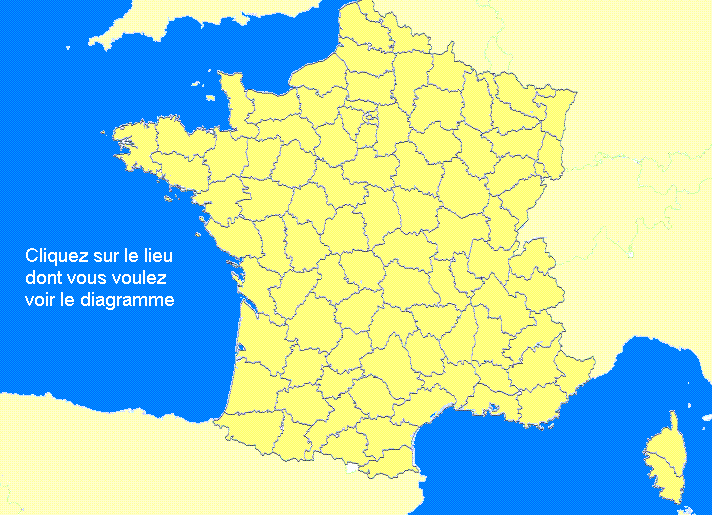 Cliquez sur le lieu
dont vous voulez
voir le diagramme